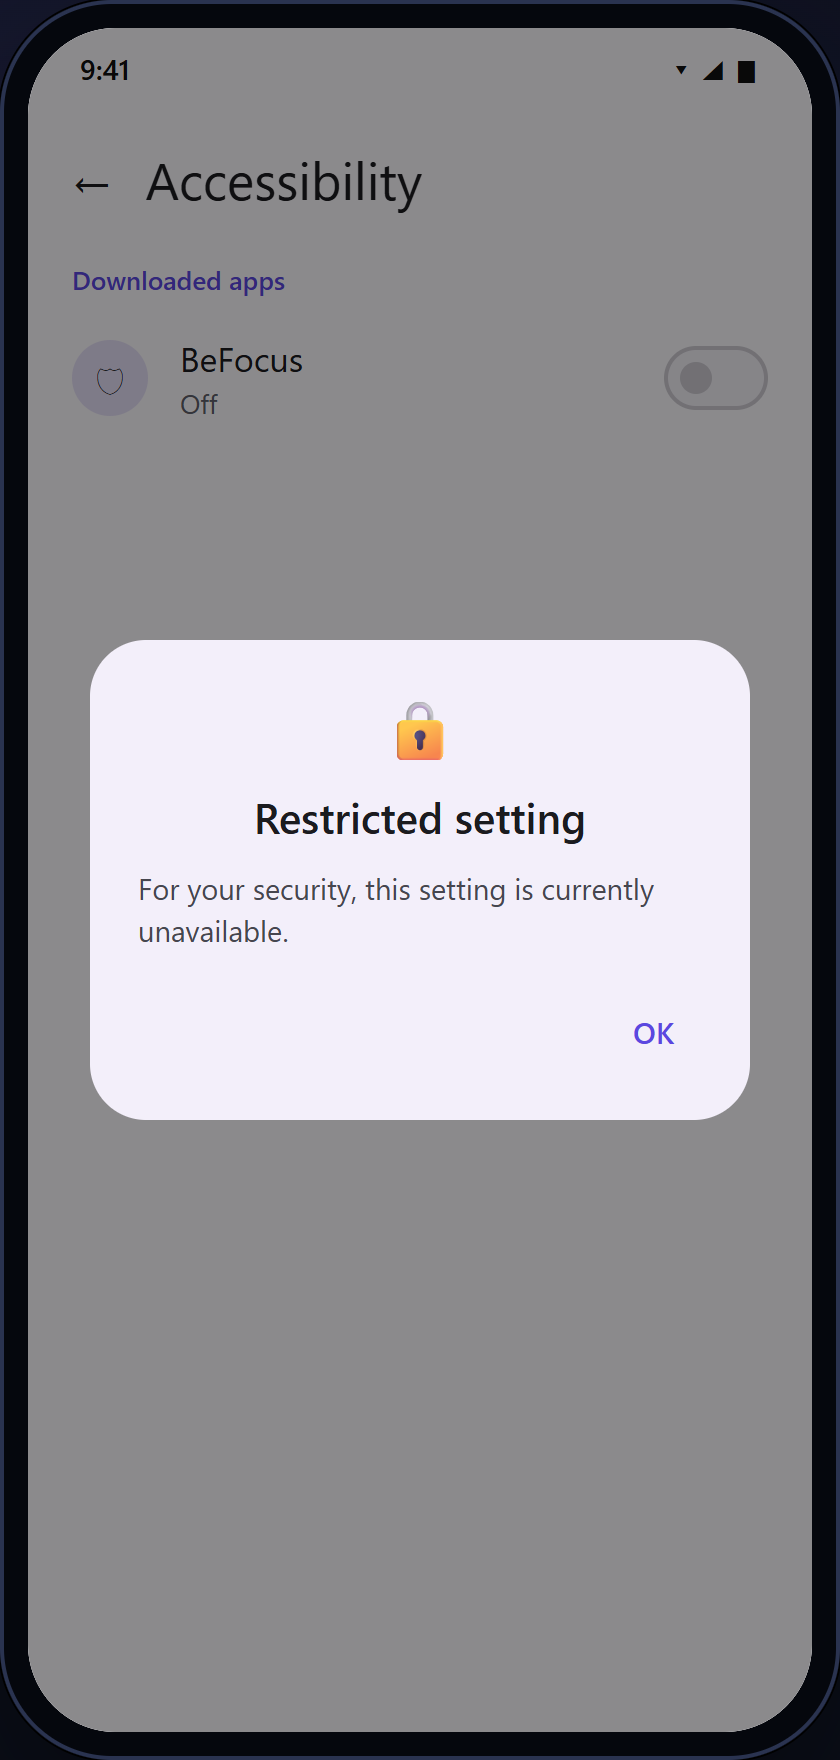 9:41
Accessibility
Downloaded apps
BeFocus
Off
Restricted setting
For your security, this setting is currently
unavailable.
OK